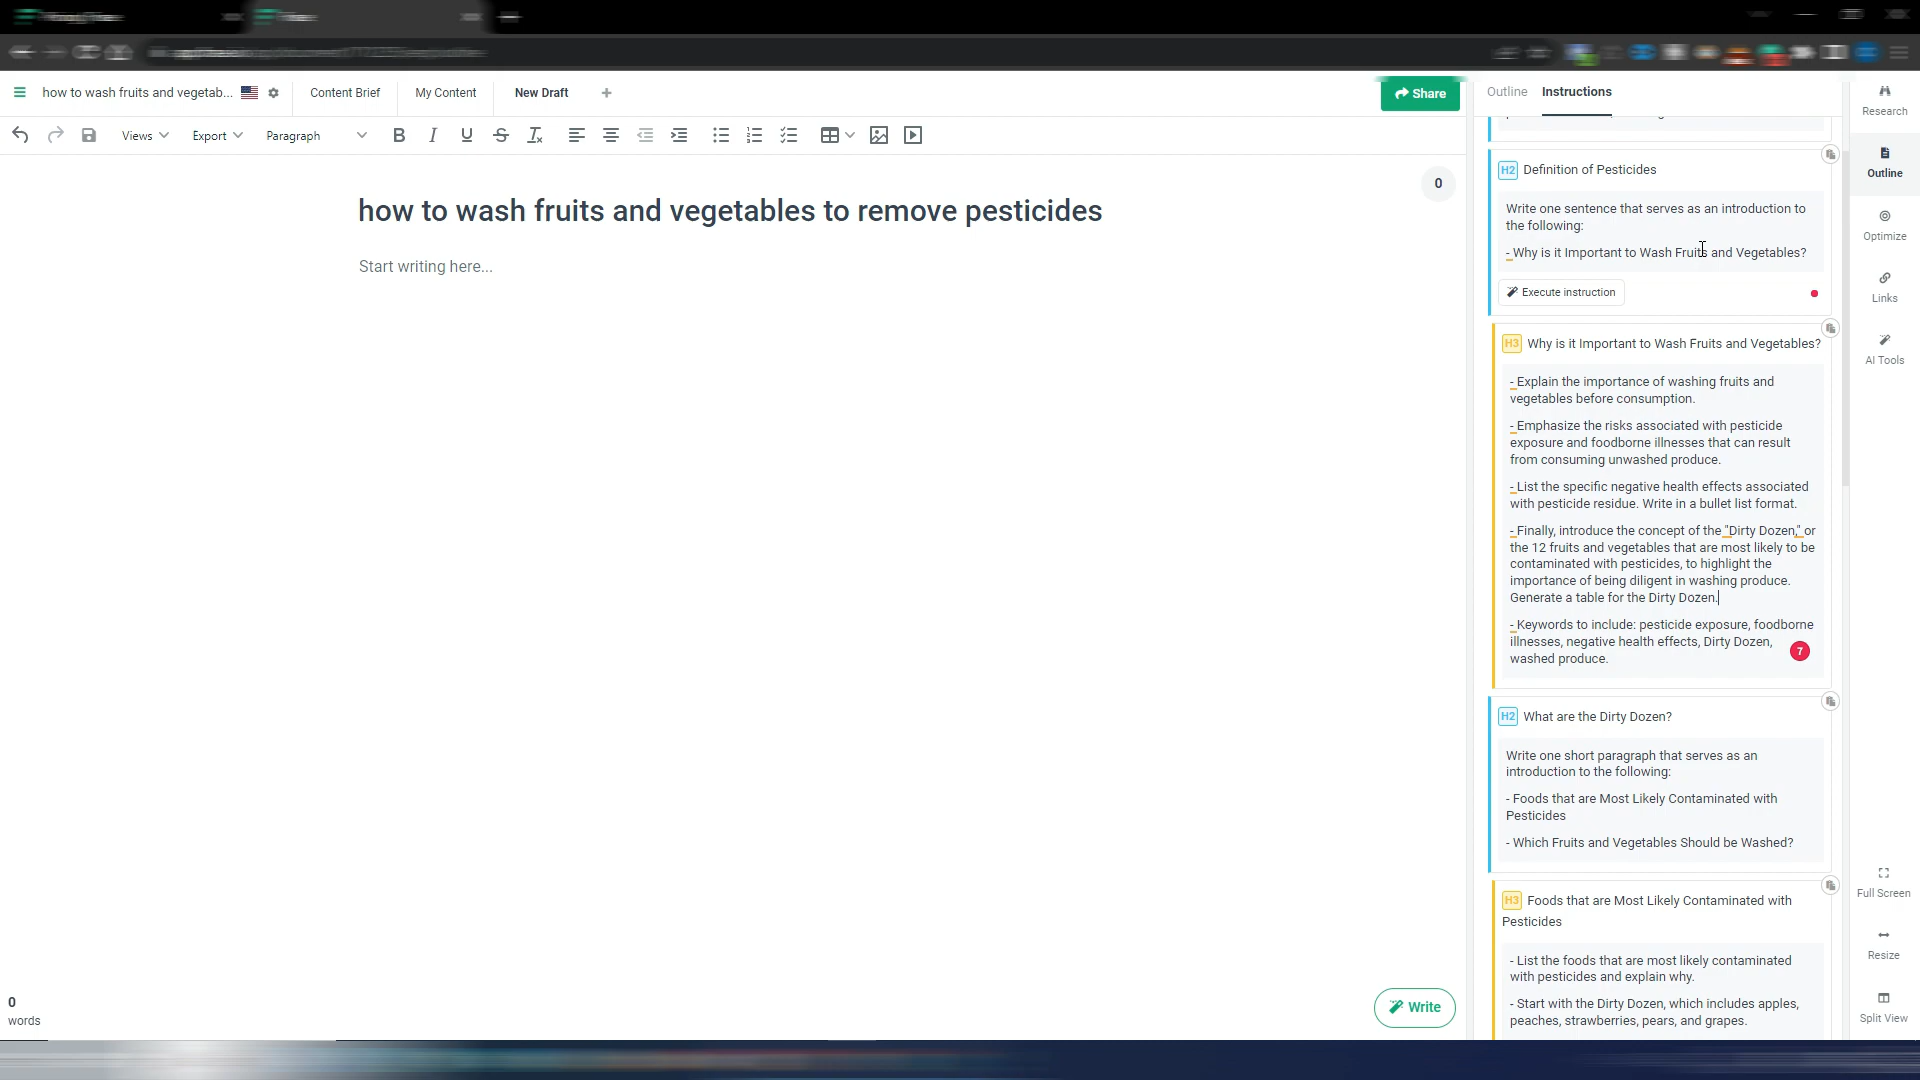 how to wash fruits and vegetab...
Content Brief
My Content
New Draft
Share
Outline
Instructions
Research
Views
Export
Paragraph
0
how to wash fruits and vegetables to remove pesticides
Start writing here...
H2 Definition of Pesticides
Write one sentence that serves as an introduction to
the following:
- Why is it Important to Wash Fruits and Vegetables?
Execute instruction
H3 Why is it Important to Wash Fruits and Vegetables?
- Explain the importance of washing fruits and
vegetables before consumption.
- Emphasize the risks associated with pesticide
exposure and foodborne illnesses that can result
from consuming unwashed produce.
- List the specific negative health effects associated
with pesticide residue. Write in a bullet list format.
- Finally, introduce the concept of the "Dirty Dozen," or
the 12 fruits and vegetables that are most likely to be
contaminated with pesticides, to highlight the
importance of being diligent in washing produce.
Generate a table for the Dirty Dozen.
- Keywords to include: pesticide exposure, foodborne
illnesses, negative health effects, Dirty Dozen,
washed produce.
7
H2 What are the Dirty Dozen?
Write one short paragraph that serves as an
introduction to the following:
- Foods that are Most Likely Contaminated with
Pesticides
- Which Fruits and Vegetables Should be Washed?
H3 Foods that are Most Likely Contaminated with
Pesticides
- List the foods that are most likely contaminated
with pesticides and explain why.
- Start with the Dirty Dozen, which includes apples,
peaches, strawberries, pears, and grapes.
Outline
Optimize
Links
AI Tools
Full Screen
Resize
Split View
0
words
Write